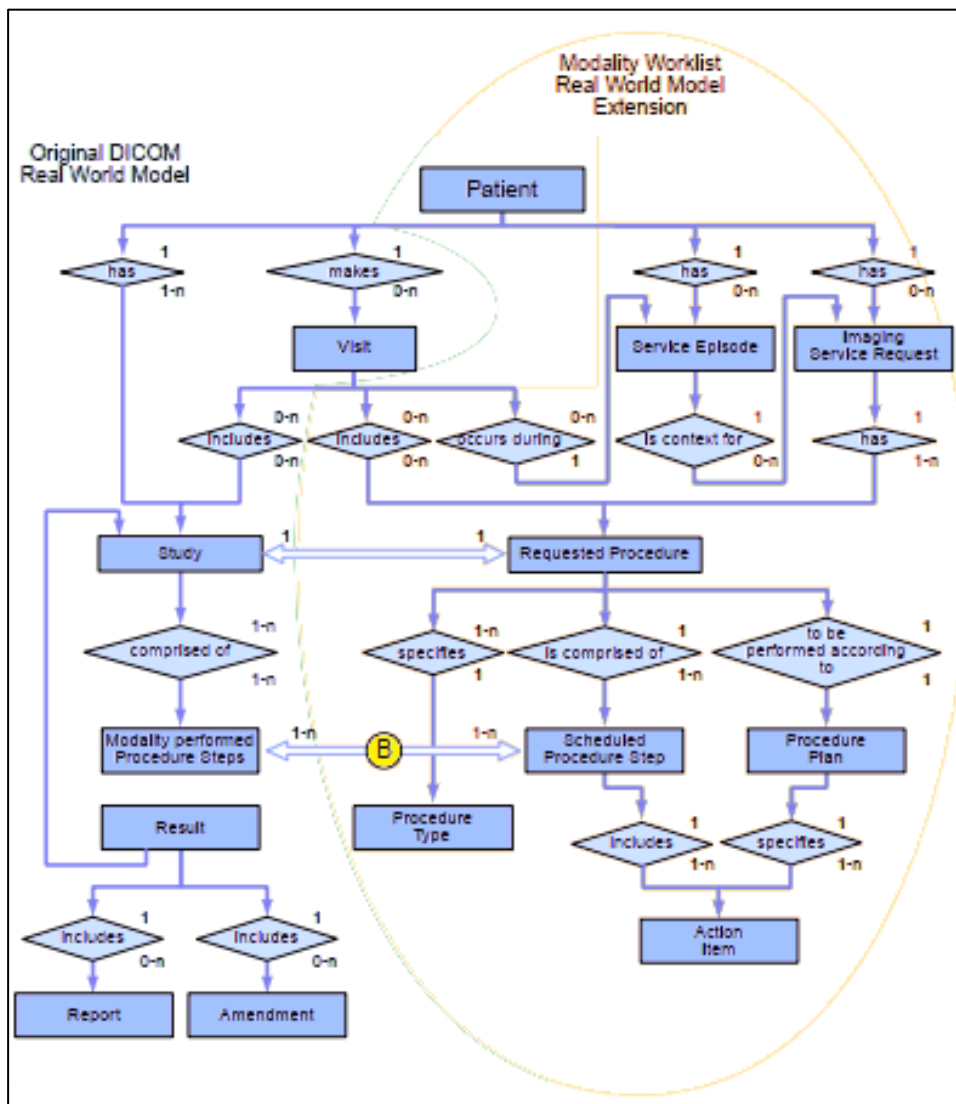 Modality Worklist
Real World Model
Extension
Original DICOM
Real World Model
Patient
1
has
1-n
1
makes
0-n
1
has
0-n
1
has
0-n
Visit
Service Episode
Imaging
Service Request
0-n
includes
0-n
0-n
includes
0-n
0-n
occurs during
1
1
is context for
0-n
1
has
1-n
Study
1
1
Requested Procedure
1-n
comprised of
1-n
1-n
specifies
1
1
is comprised of
1-n
to be
performed according
to
1
1
Modality performed
Procedure Steps
1-n
B
1-n
Scheduled
Procedure Step
Procedure
Plan
Result
Procedure
Type
1
includes
1-n
1
specifies
1-n
1
includes
0-n
1
includes
0-n
Action
Item
Report
Amendment